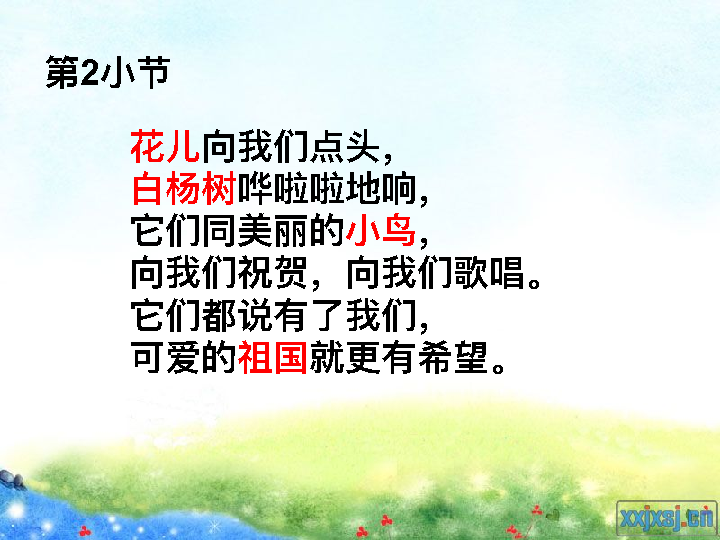 第2小节
花儿向我们点头，
白杨树哗啦啦地响，
它们同美丽的小鸟，
向我们祝贺，向我们歌唱。
它们都说有了我们，
可爱的祖国就更有希望。
xxjxsj.cn